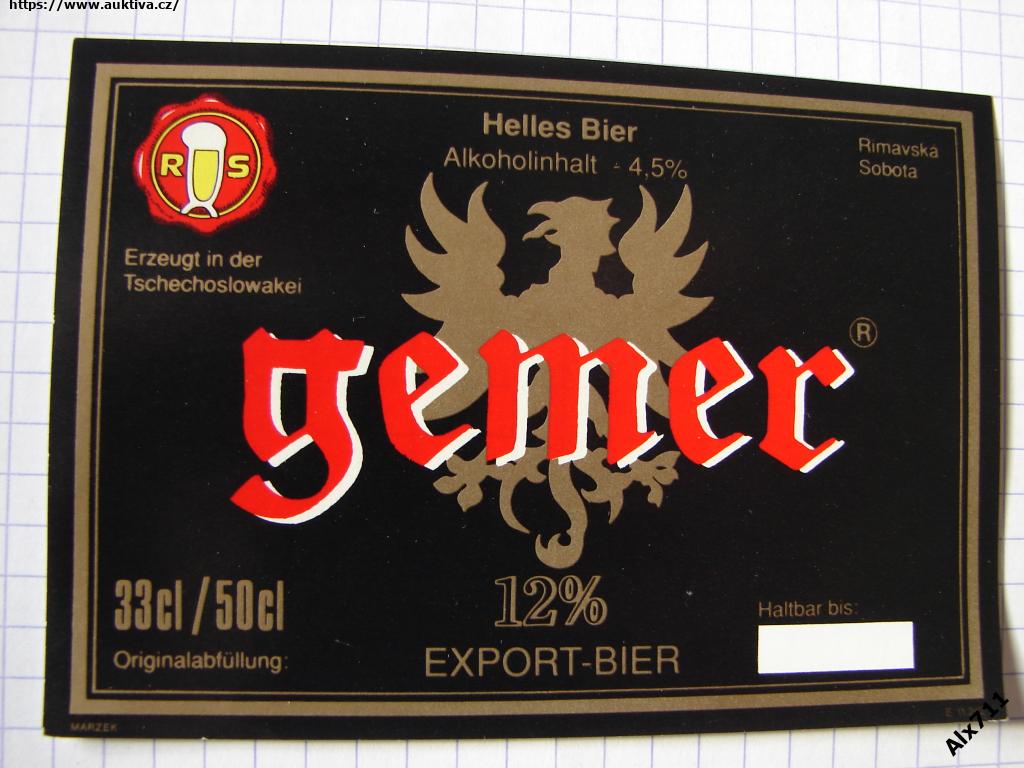 https://www.auktiva.cz/
Helles Bier
Alkoholinhalt - 4,5%
Rimavská
Sobota
R S
Erzeugt in der
Tschechoslowakei
gemer ®
33cl / 50cl
12%
Haltbar bis:
Originalabfüllung:
EXPORT-BIER
MARZEK
Alx711